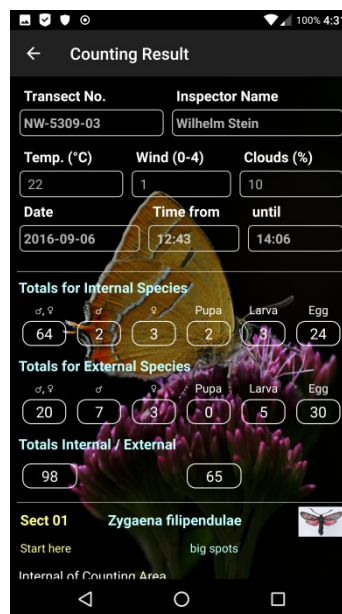 100% 4:31
Counting Result
Transect No. Inspector Name
NW-5309-03 Wilhelm Stein
Temp. (°C) Wind (0-4) Clouds (%)
22 1 10
Date Time from until
2016-09-06 12:43 14:06
Totals for Internal Species
♂, ♀ ♂ ♀ Pupa Larva Egg
64 2 3 2 3 24
Totals for External Species
♂, ♀ ♂ ♀ Pupa Larva Egg
20 7 3 0 5 30
Totals Internal / External
98 65
Sect 01 Zygaena filipendulae
Start here big spots
Internal of Counting Area